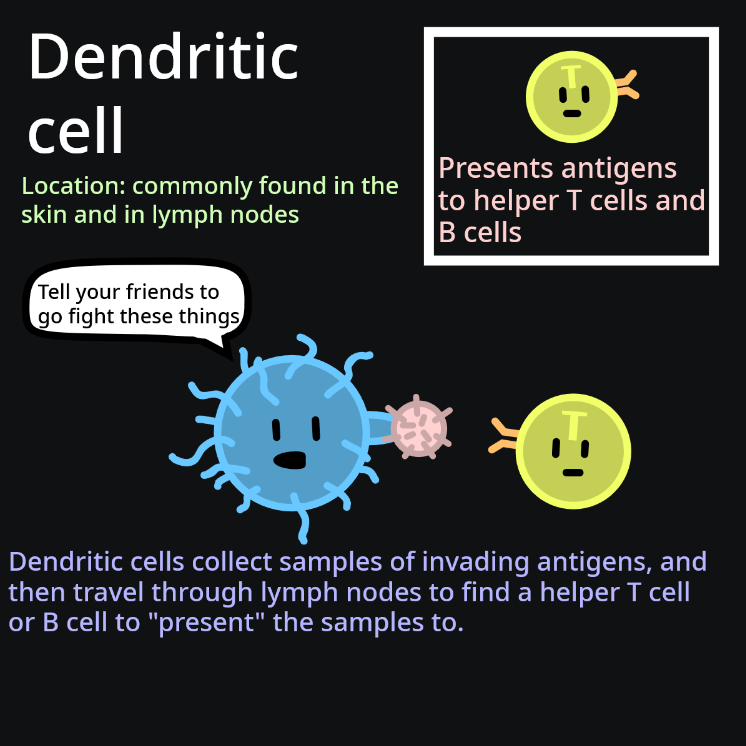 Dendritic
cell
Location: commonly found in the
skin and in lymph nodes
T
Presents antigens
to helper T cells and
B cells
Tell your friends to
go fight these things
T
Dendritic cells collect samples of invading antigens, and
then travel through lymph nodes to find a helper T cell
or B cell to "present" the samples to.